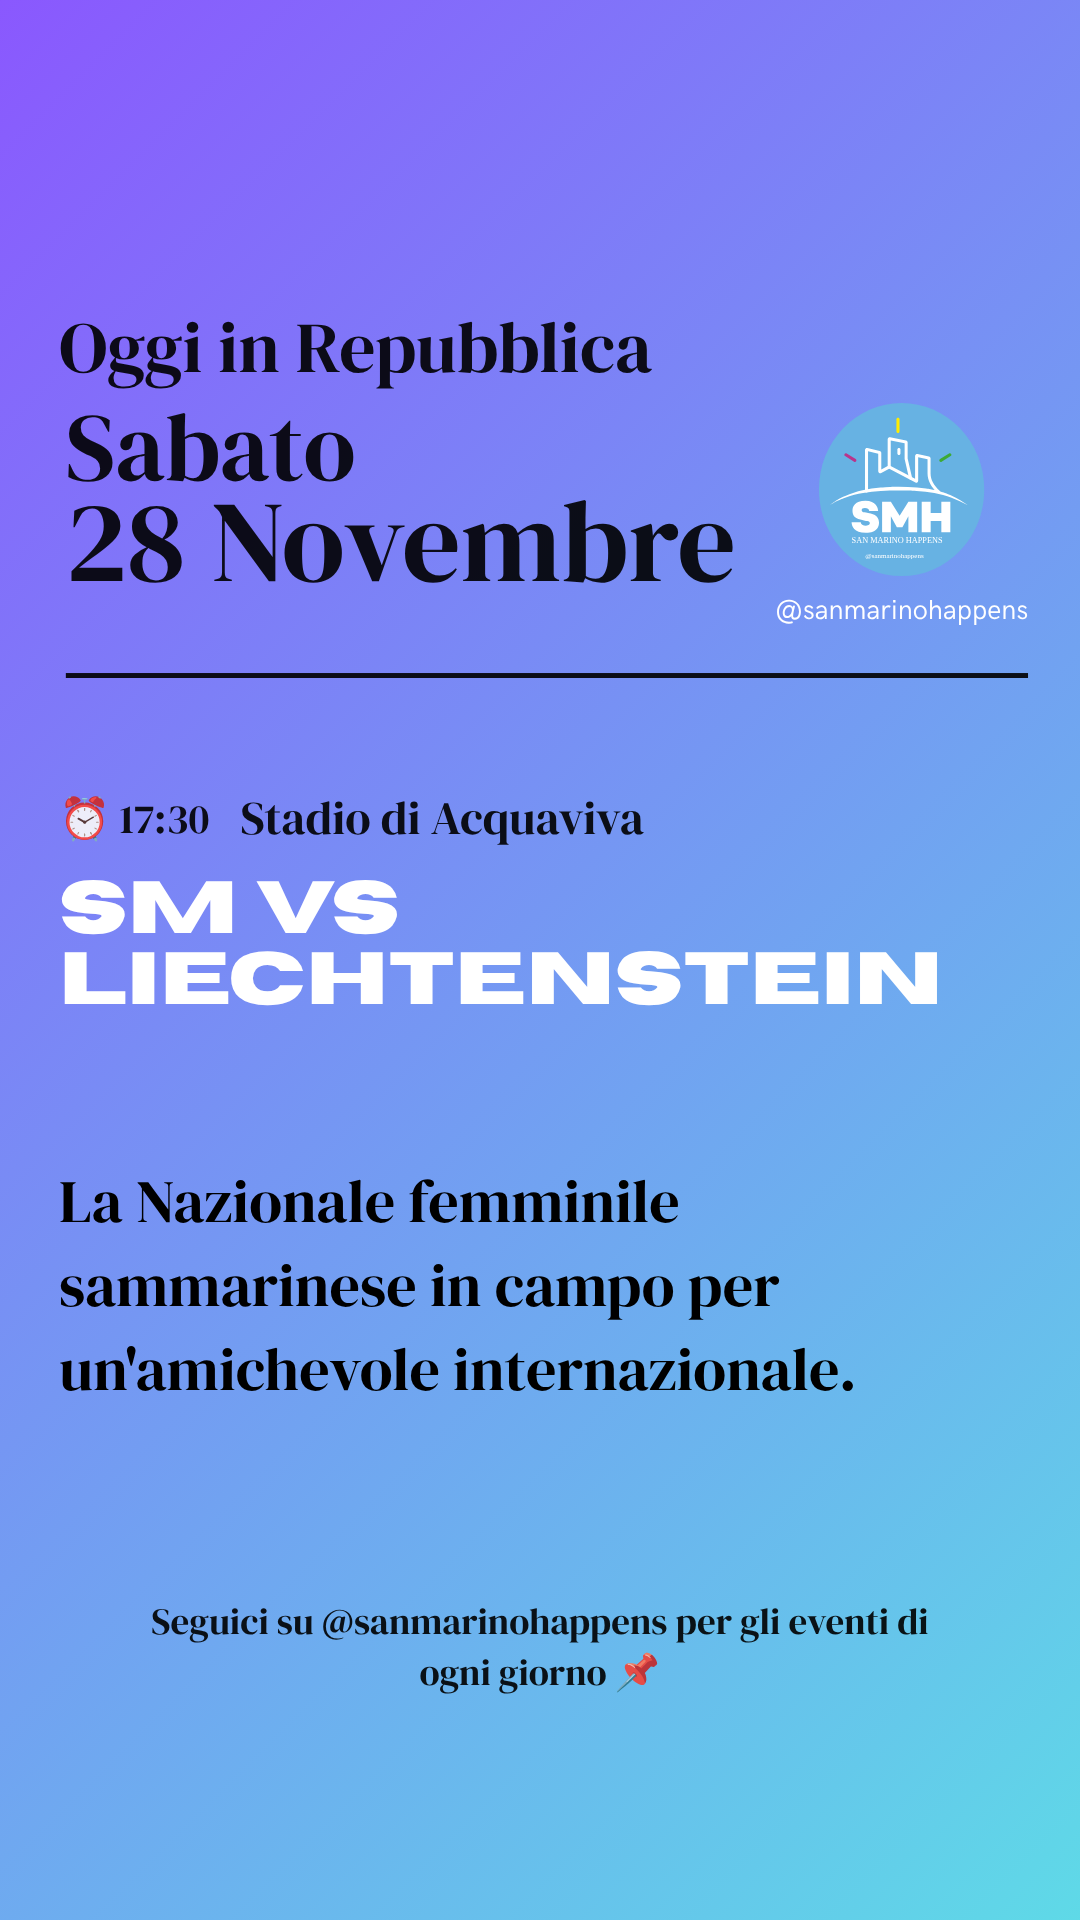 Oggi in Repubblica
Sabato
28 Novembre
SMH
SAN MARINO HAPPENS
@sanmarinohappens
@sanmarinohappens
⏰ 17:30 Stadio di Acquaviva
SM VS
LIECHTENSTEIN
La Nazionale femminile
sammarinese in campo per
un'amichevole internazionale.
Seguici su @sanmarinohappens per gli eventi di
ogni giorno 📌